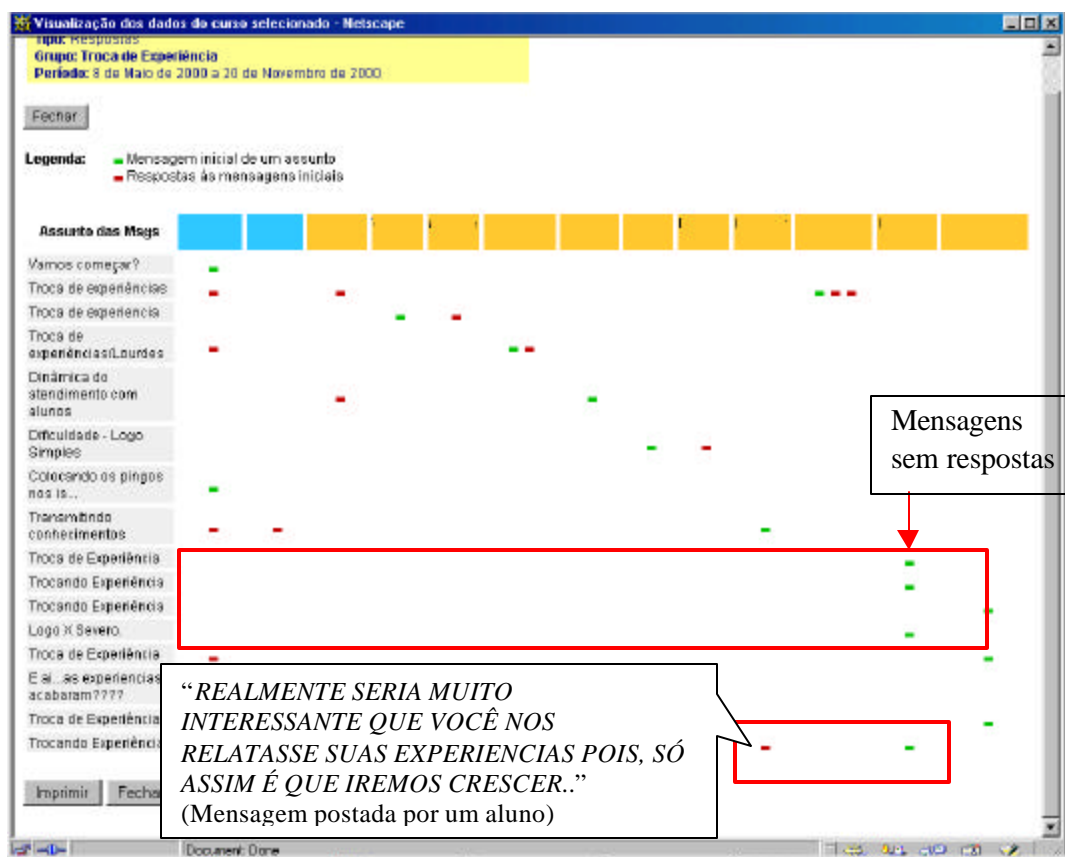 Visualização dos dados do curso selecionado - Netscape
Tipo: Respostas
Grupo: Troca de Experiência
Período: 8 de Maio de 2000 a 20 de Novembro de 2000
Fechar
Legenda:
Mensagem inicial de um assunto
Respostas às mensagens iniciais
Assunto das Msgs
Vamos começar?
Troca de experiências
Troca de experiencia
Troca de
experiências/Lourdes
Dinâmica do
atendimento com
alunos
Dificuldade - Logo
Simples
Colocando os pingos
nos is...
Transmitindo
conhecimentos
Troca de Experiência
Trocando Experiência
Trocando Experiência
Logo X Severo.
Troca de Experiência
E aí...as experiencias
acabaram????
Troca de Experiência
Trocando Experiência
Mensagens
sem respostas
“REALMENTE SERIA MUITO
INTERESSANTE QUE VOCÊ NOS
RELATASSE SUAS EXPERIENCIAS POIS, SÓ
ASSIM É QUE IREMOS CRESCER..”
(Mensagem postada por um aluno)
Imprimir
Fechar
Document: Done